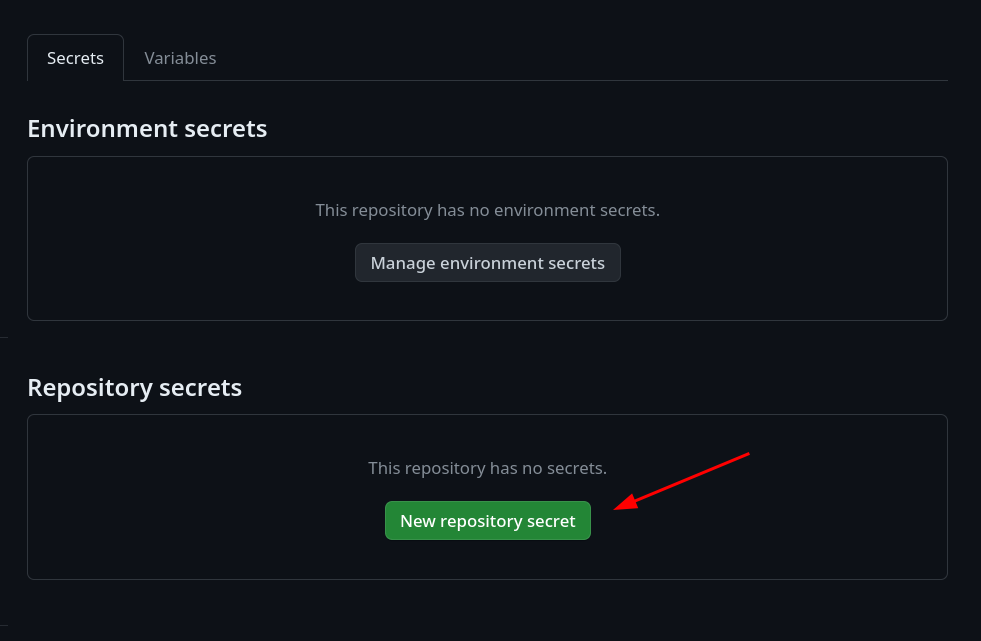 Secrets
Variables
Environment secrets
This repository has no environment secrets.
Manage environment secrets
Repository secrets
This repository has no secrets.
New repository secret